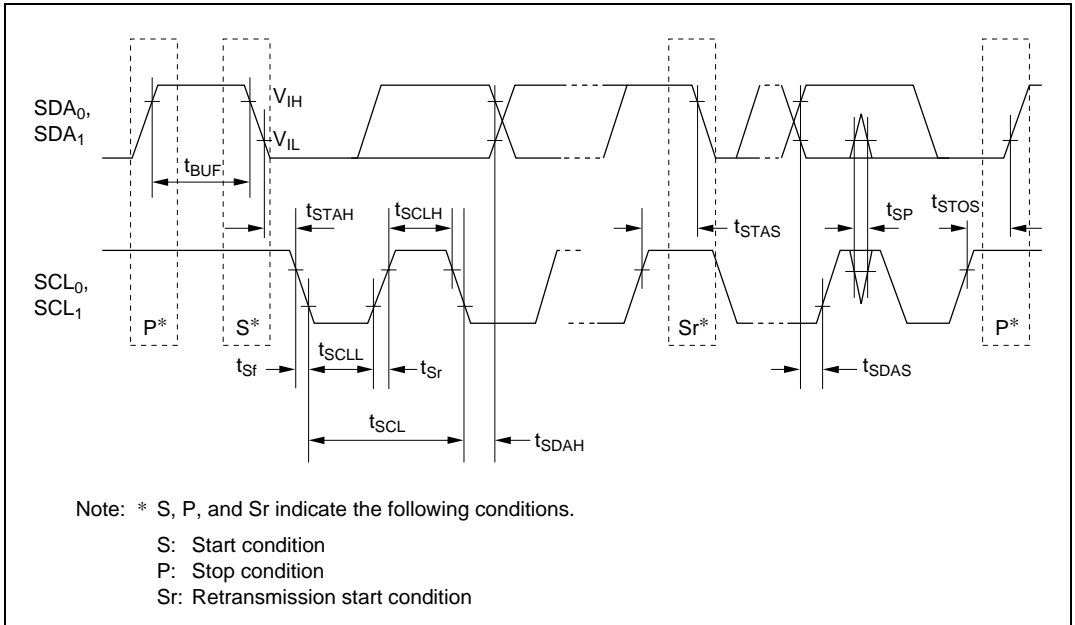 SDA0,
SDA1
VIH
VIL
tBUF
tSTAH
tSCLH
tSTAS
tSP
tSTOS
SCL0,
SCL1
P*
S*
Sr*
P*
tSf
tSCLL
tSr
tSDAS
tSCL
tSDAH
Note: * S, P, and Sr indicate the following conditions.
S: Start condition
P: Stop condition
Sr: Retransmission start condition